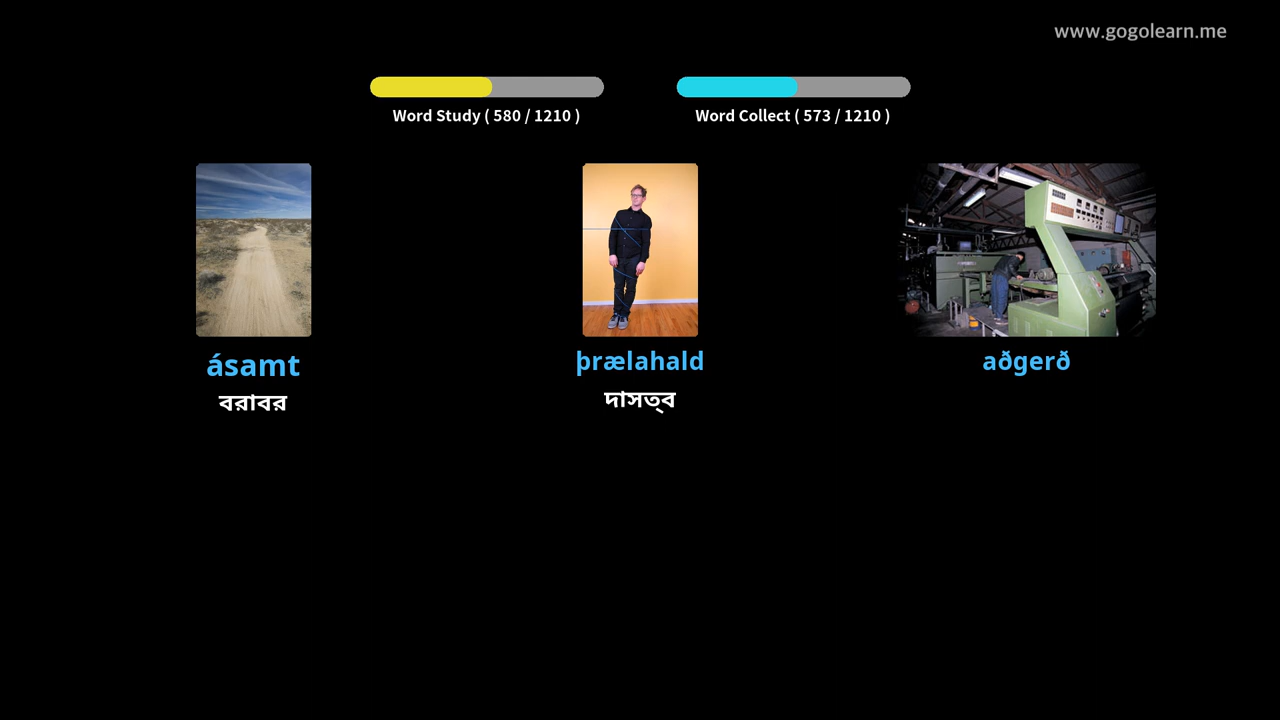 www.gogolearn.me
Word Study ( 580 / 1210 )
Word Collect ( 573 / 1210 )
ásamt
বরাবর
þrælahald
দাসত্ব
aðgerð